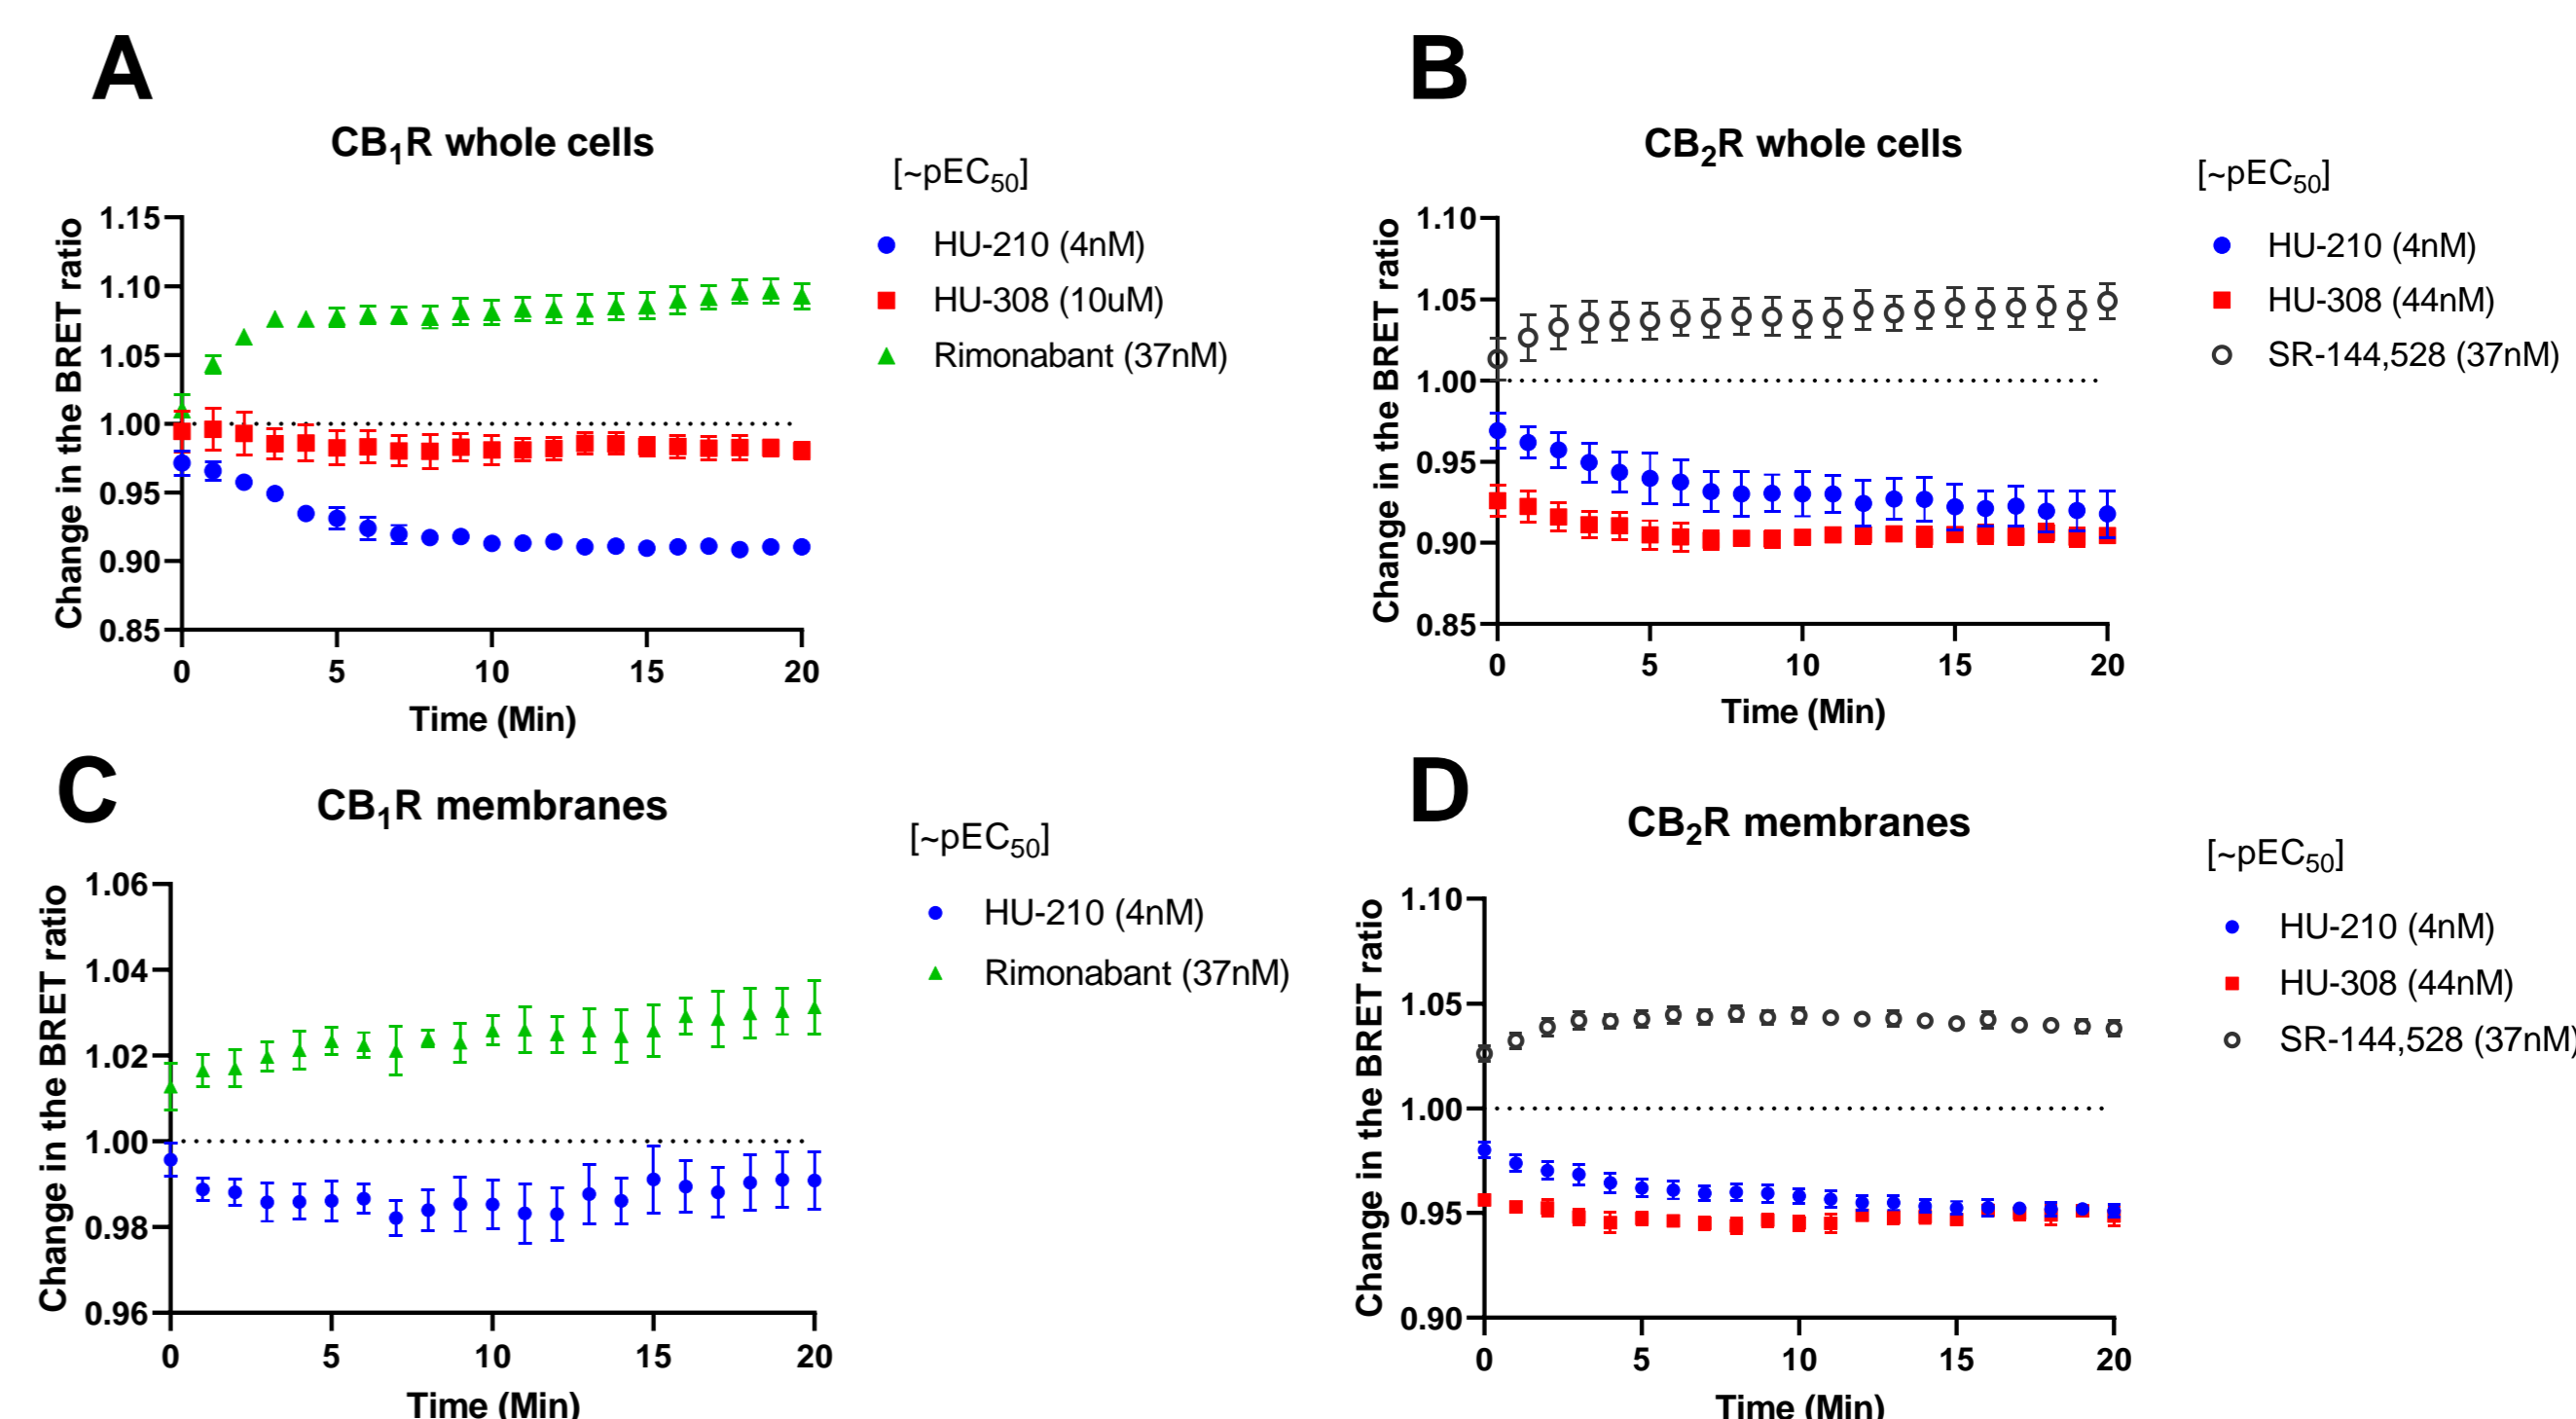 A
CB1R whole cells
[~pEC50]
HU-210 (4nM)
HU-308 (10uM)
Rimonabant (37nM)
Change in the BRET ratio
1.15
1.10
1.05
1.00
0.95
0.90
0.85
0 5 10 15 20
Time (Min)
B
CB2R whole cells
[~pEC50]
HU-210 (4nM)
HU-308 (44nM)
SR-144,528 (37nM)
Change in the BRET ratio
1.10
1.05
1.00
0.95
0.90
0.85
0 5 10 15 20
Time (Min)
C
CB1R membranes
[~pEC50]
HU-210 (4nM)
Rimonabant (37nM)
Change in the BRET ratio
1.06
1.04
1.02
1.00
0.98
0.96
0 5 10 15 20
Time (Min)
D
CB2R membranes
[~pEC50]
HU-210 (4nM)
HU-308 (44nM)
SR-144,528 (37nM)
Change in the BRET ratio
1.10
1.05
1.00
0.95
0.90
0 5 10 15 20
Time (Min)